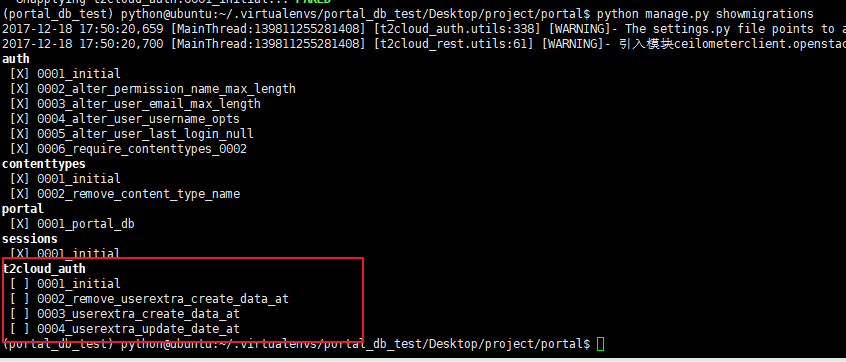 Unapplying t2cloud_auth.0001_initial... FAKED
(portal_db_test) python@ubuntu:~/.virtualenvs/portal_db_test/Desktop/project/portal$ python manage.py showmigrations
2017-12-18 17:50:20,659 [MainThread:139811255281408] [t2cloud_auth.utils:338] [WARNING]- The settings.py file points to a
2017-12-18 17:50:20,700 [MainThread:139811255281408] [t2cloud_rest.utils:61] [WARNING]- 引入模块ceilometerclient.openstac
auth
[X] 0001_initial
[X] 0002_alter_permission_name_max_length
[X] 0003_alter_user_email_max_length
[X] 0004_alter_user_username_opts
[X] 0005_alter_user_last_login_null
[X] 0006_require_contenttypes_0002
contenttypes
[X] 0001_initial
[X] 0002_remove_content_type_name
portal
[X] 0001_portal_db
sessions
[X] 0001_initial
t2cloud_auth
[ ] 0001_initial
[ ] 0002_remove_userextra_create_data_at
[ ] 0003_userextra_create_data_at
[ ] 0004_userextra_update_date_at
(portal_db_test) python@ubuntu:~/.virtualenvs/portal_db_test/Desktop/project/portal$